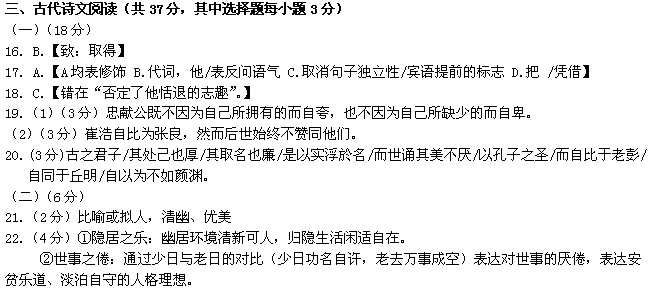 三、古代诗文阅读（共 37分，其中选择题每小题 3 分）
（一）(18 分)
16. B.【致：取得】
17. A.【A 均表修饰 B.代词，他/表反问语气 C.取消句子独立性/宾语提前的标志 D.把 /凭借】
18. C.【错在“否定了他恬退的志趣”。】
19.（1）(3 分）忠献公既不因为自己所拥有的而自夸，也不因为自己所缺少的而自卑。
（2）(3 分）崔浩自比为张良，然而后世始终不赞同他们。
20.(3 分)古之君子/其处己也厚/其取名也廉/是以实浮於名/而世诵其美不厌/以孔子之圣/而自比于老彭/
自同于丘明/自以为不如颜渊。
（二）(6 分)
21.（2 分）比喻或拟人，清幽、优美
22.（4 分）①隐居之乐：幽居环境清新可人，归隐生活闲适自在。
②世事之倦：通过少日与老日的对比（少日功名自许，老去万事成空）表达对世事的厌倦，表达安
贫乐道、淡泊自守的人格理想。